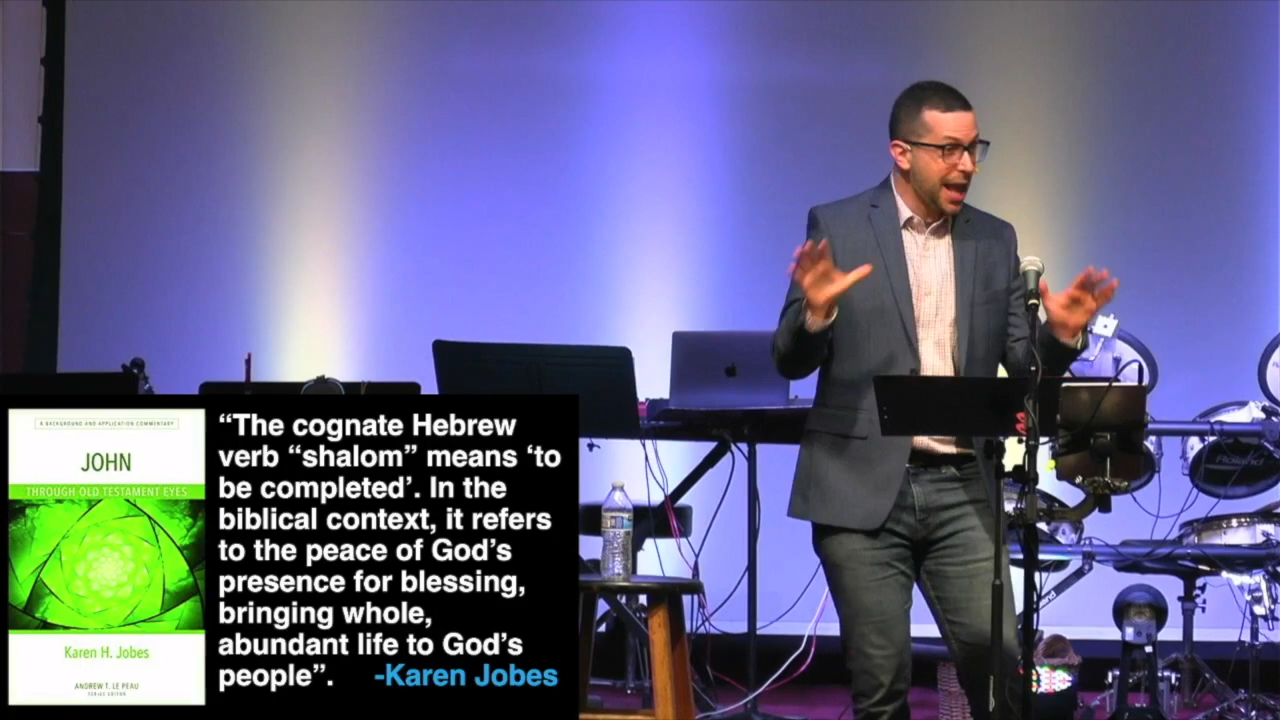 A BACKGROUND AND APPLICATION COMMENTARY
JOHN
THROUGH OLD TESTAMENT EYES
Karen H. Jobes
ANDREW T. LE PEAU
SERIES EDITOR
“The cognate Hebrew
verb “shalom” means ‘to
be completed’. In the
biblical context, it refers
to the peace of God’s
presence for blessing,
bringing whole,
abundant life to God’s
people”. -Karen Jobes
Roland